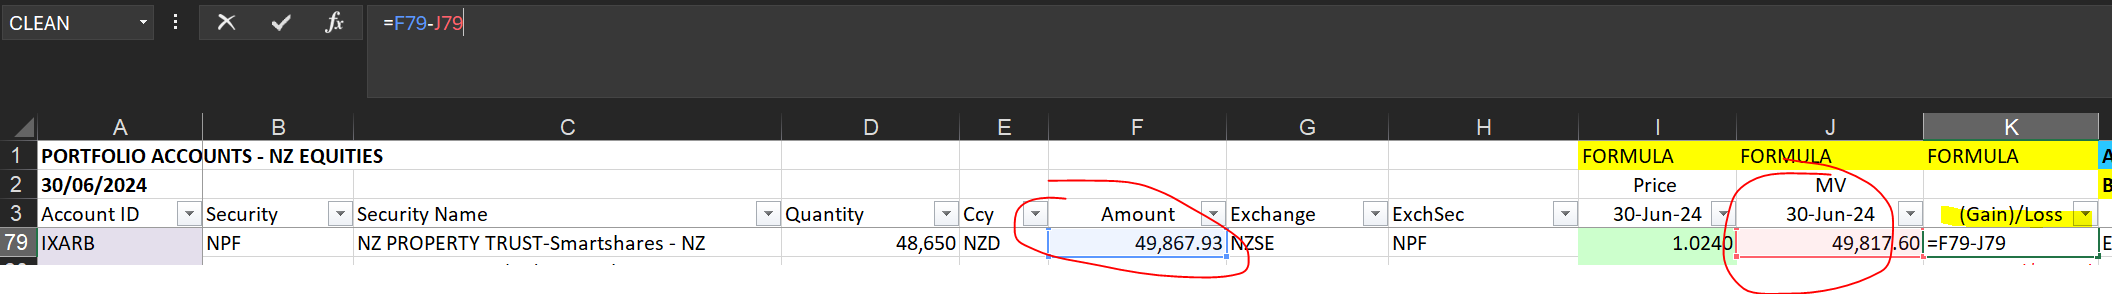 CLEAN fx =F79-J79
A B C D E F G H I J K
1 PORTFOLIO ACCOUNTS - NZ EQUITIES FORMULA FORMULA FORMULA A
2 30/06/2024 Price MV B
3 Account ID Security Security Name Quantity Ccy Amount Exchange ExchSec 30-Jun-24 30-Jun-24 (Gain)/Loss
79 IXARB NPF NZ PROPERTY TRUST-Smartshares - NZ 48,650 NZD 49,867.93 NZSE NPF 1.0240 49,817.60 =F79-J79 E